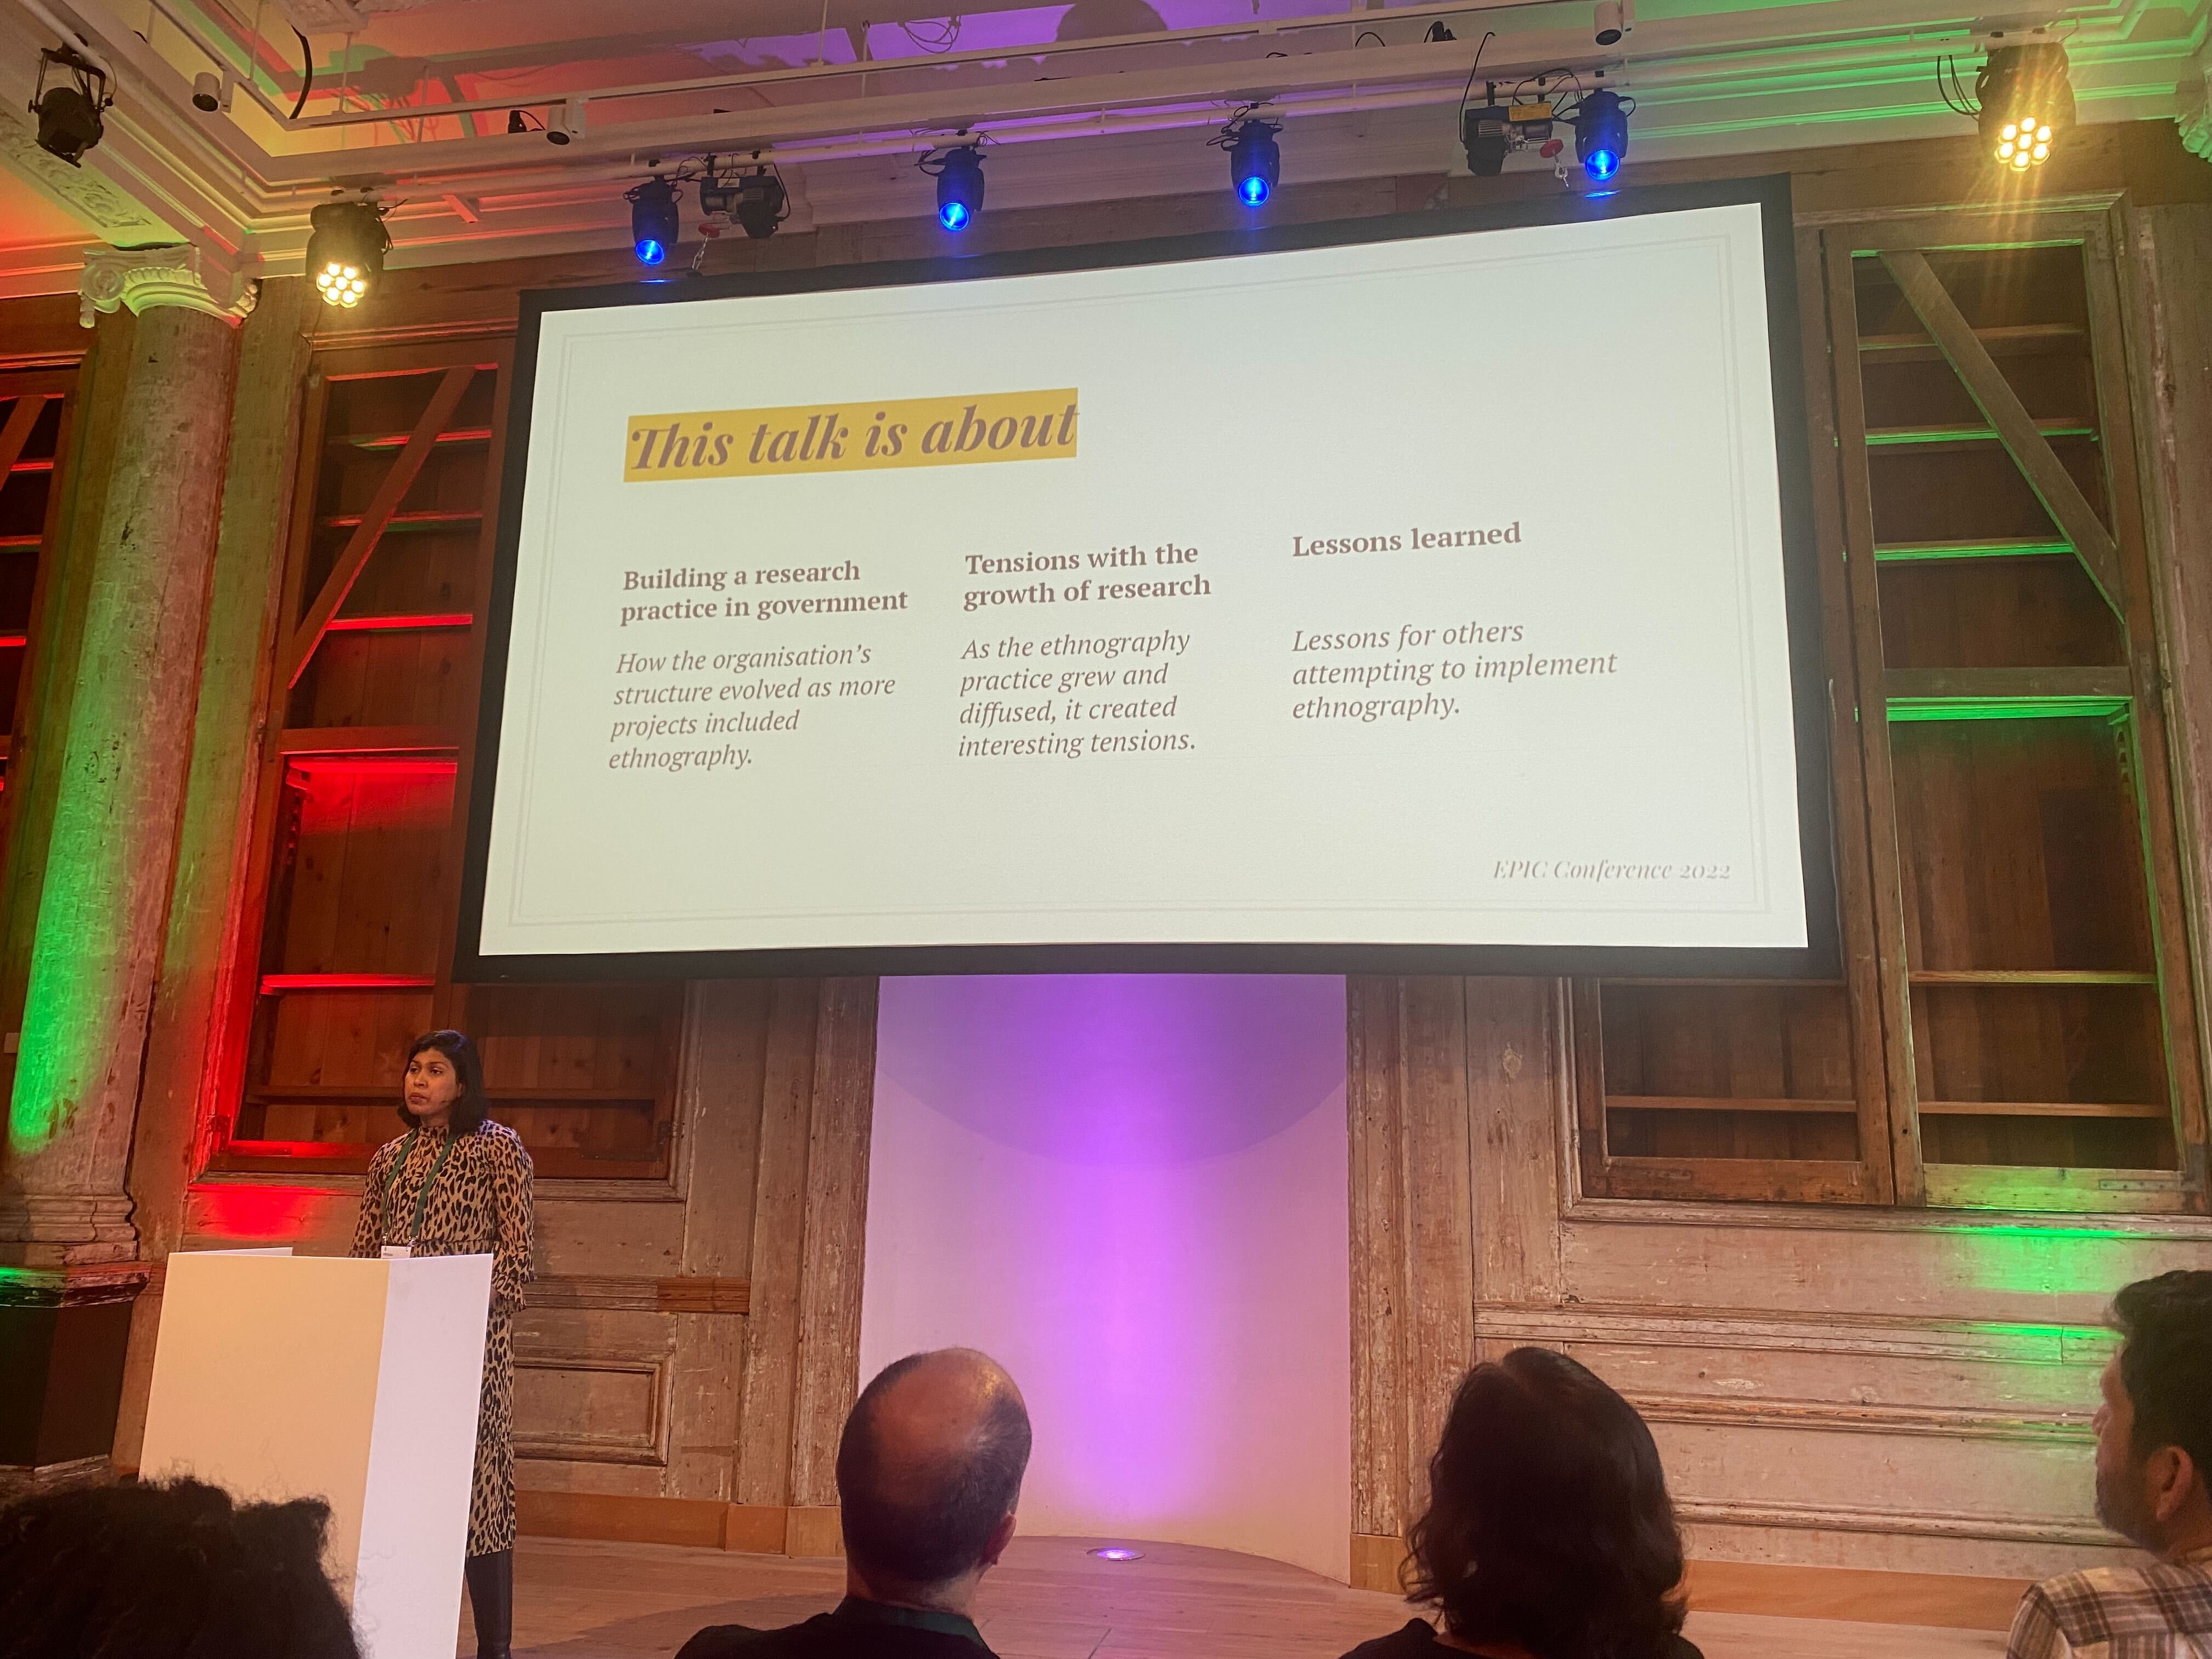 This talk is about
Building a research
practice in government
How the organisation's
structure evolved as more
projects included
ethnography.
Tensions with the
growth of research
As the ethnography
practice grew and
diffused, it created
interesting tensions.
Lessons learned
Lessons for others
attempting to implement
ethnography.
EPIC Conference 2022